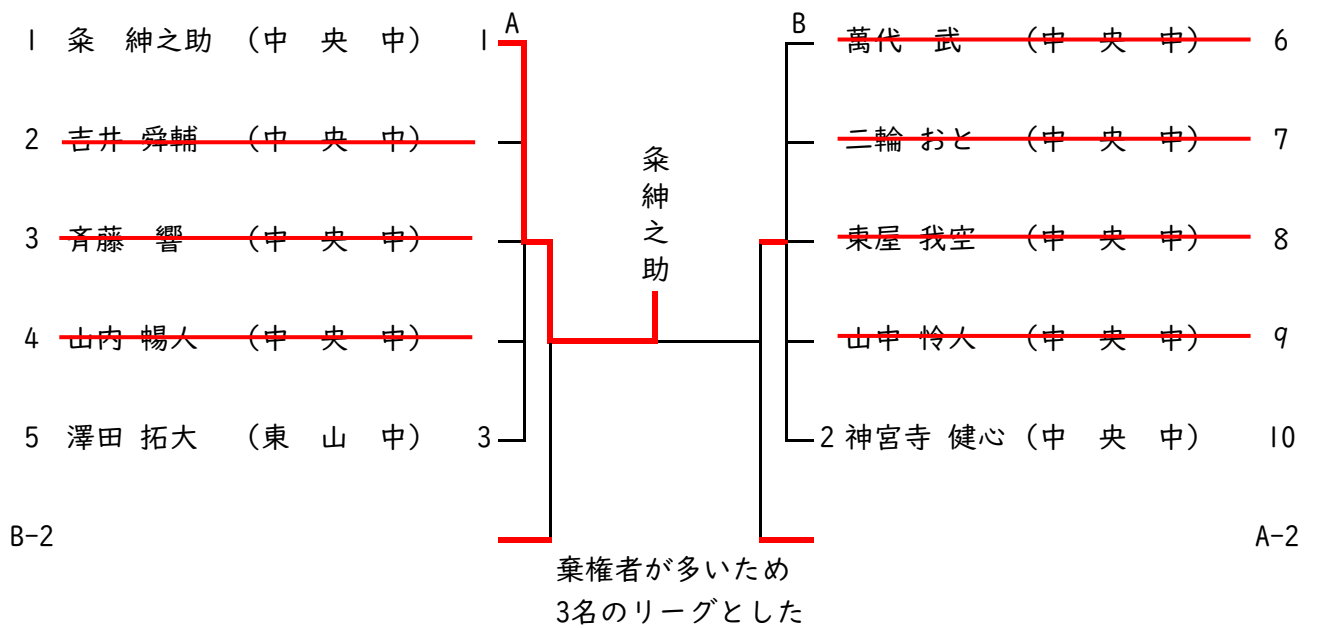 A
1 粂 紳之助 (中 央 中) 1
2 吉井 舜輔 (中 央 中)
3 斉藤 響 (中 央 中)
4 山内 暢人 (中 央 中)
5 澤田 拓大 (東 山 中) 3
B-2
粂紳之助
B
萬代 武 (中 央 中) 6
二輪 おと (中 央 中) 7
東屋 我空 (中 央 中) 8
山中 怜人 (中 央 中) 9
2 神宮寺 健心 (中 央 中) 10
A-2
棄権者が多いため
3名のリーグとした